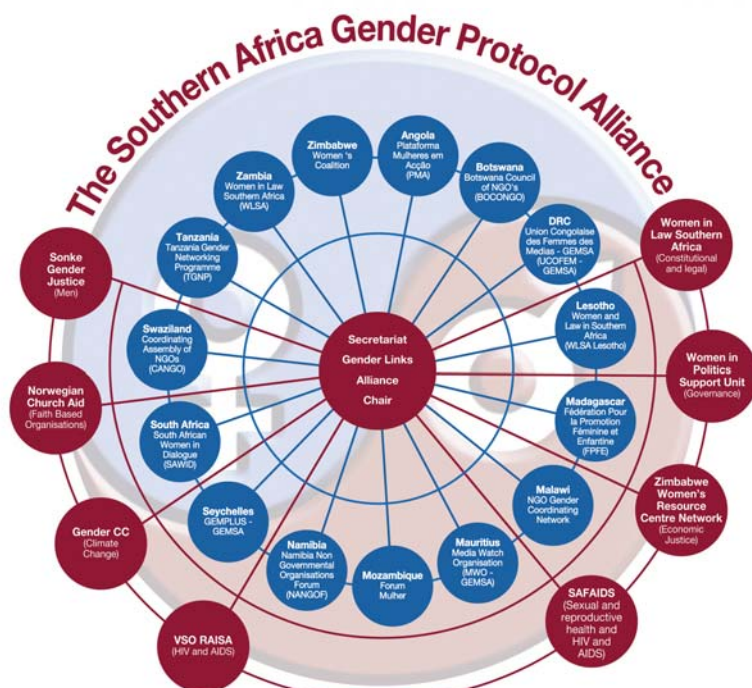 The Southern Africa Gender Protocol Alliance
Zimbabwe
Women 's
Coalition
Angola
Plataforma
Mulheres em
Acção
(PMA)
Botswana
Botswana Council
of NGO's
(BOCONGO)
DRC
Union Congolaise
des Femmes des
Medias - GEMSA
(UCOFEM -
GEMSA)
Lesotho
Women and
Law in Southern
Africa
(WLSA Lesotho)
Madagascar
Fédération Pour
la Promotion
Féminine et
Enfantine
(FPFE)
Malawi
NGO Gender
Coordinating
Network
Mauritius
Media Watch
Organisation
(MWO -
GEMSA)
Mozambique
Forum
Mulher
Namibia
Namibia Non
Governmental
Organisations
Forum
(NANGOF)
Seychelles
GEMPLUS -
GEMSA
South Africa
South African
Women in
Dialogue
(SAWID)
Swaziland
Coordinating
Assembly of
NGOs
(CANGO)
Tanzania
Tanzania Gender
Networking
Programme
(TGNP)
Zambia
Women in Law
Southern Africa
(WLSA)
Secretariat
Gender Links
Alliance
Chair
Women in
Law Southern
Africa
(Constitutional
and legal)
Women in
Politics
Support Unit
(Governance)
Zimbabwe
Women's
Resource
Centre Network
(Economic
Justice)
SAFAIDS
(Sexual and
reproductive
health and
HIV and
AIDS)
VSO RAISA
(HIV and AIDS)
Gender CC
(Climate
Change)
Norwegian
Church Aid
(Faith Based
Organisations)
Sonke
Gender
Justice
(Men)